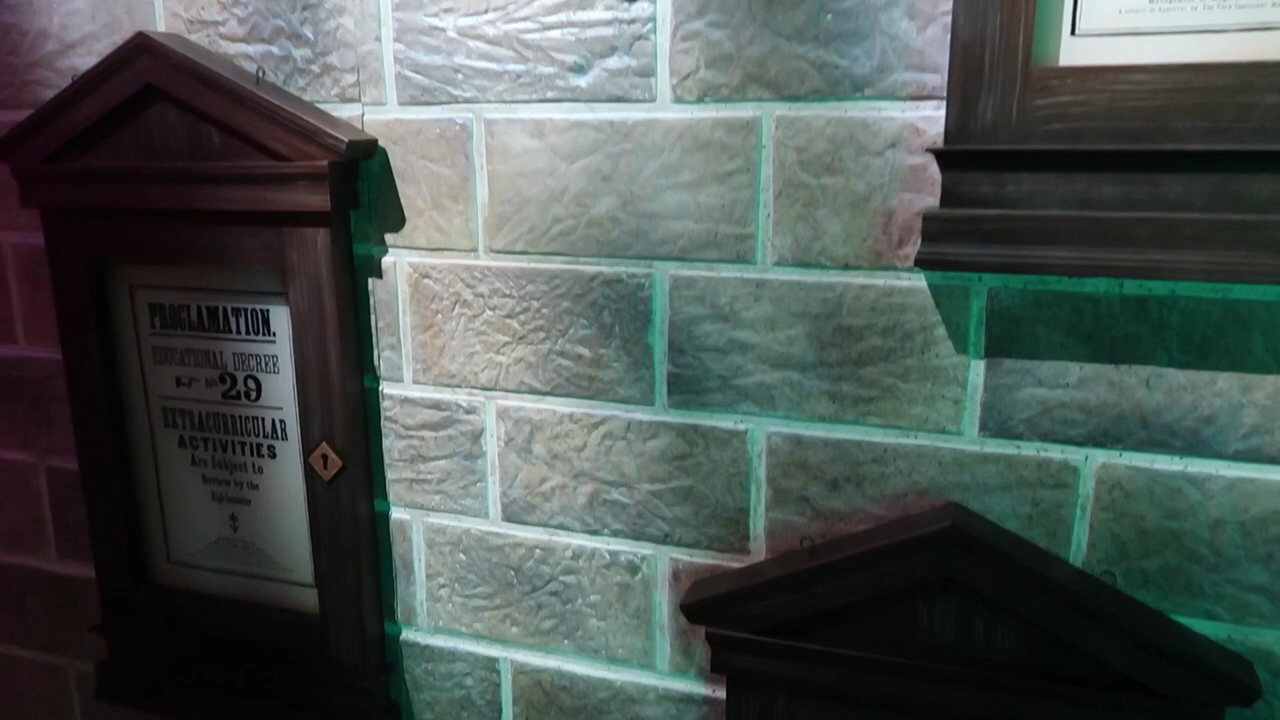 PROCLAMATION.
EDUCATIONAL DECREE
No 29
EXTRACURRICULAR
ACTIVITIES
Are Subject to
Review by the
High Inquisitor